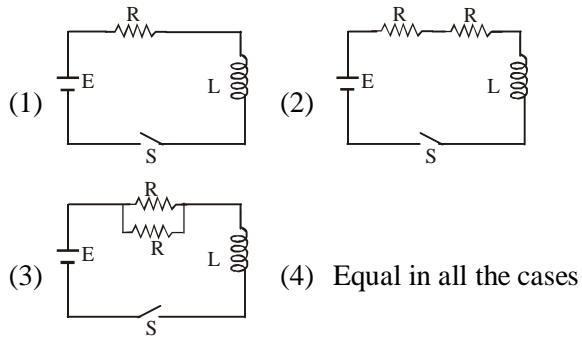 R
E
L
(1)
S
R R
E
L
(2)
S
R
E
R
L
(3)
S
(4) Equal in all the cases